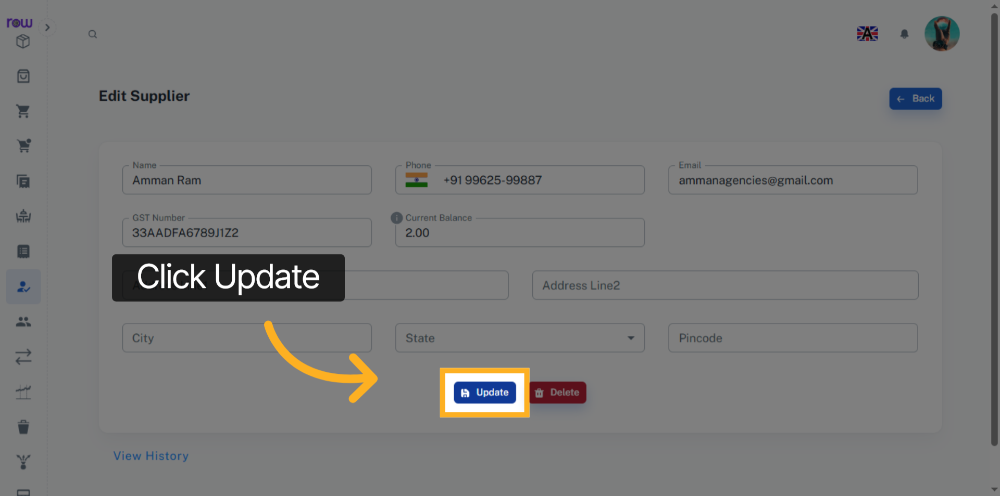 row
A
Edit Supplier
Back
Name
Amman Ram
Phone
+91 99625-99887
Email
ammanagencies@gmail.com
GST Number
33AADFA6789J1Z2
Current Balance
2.00
Click Update
Address Line2
City
State
Pincode
Update
Delete
View History